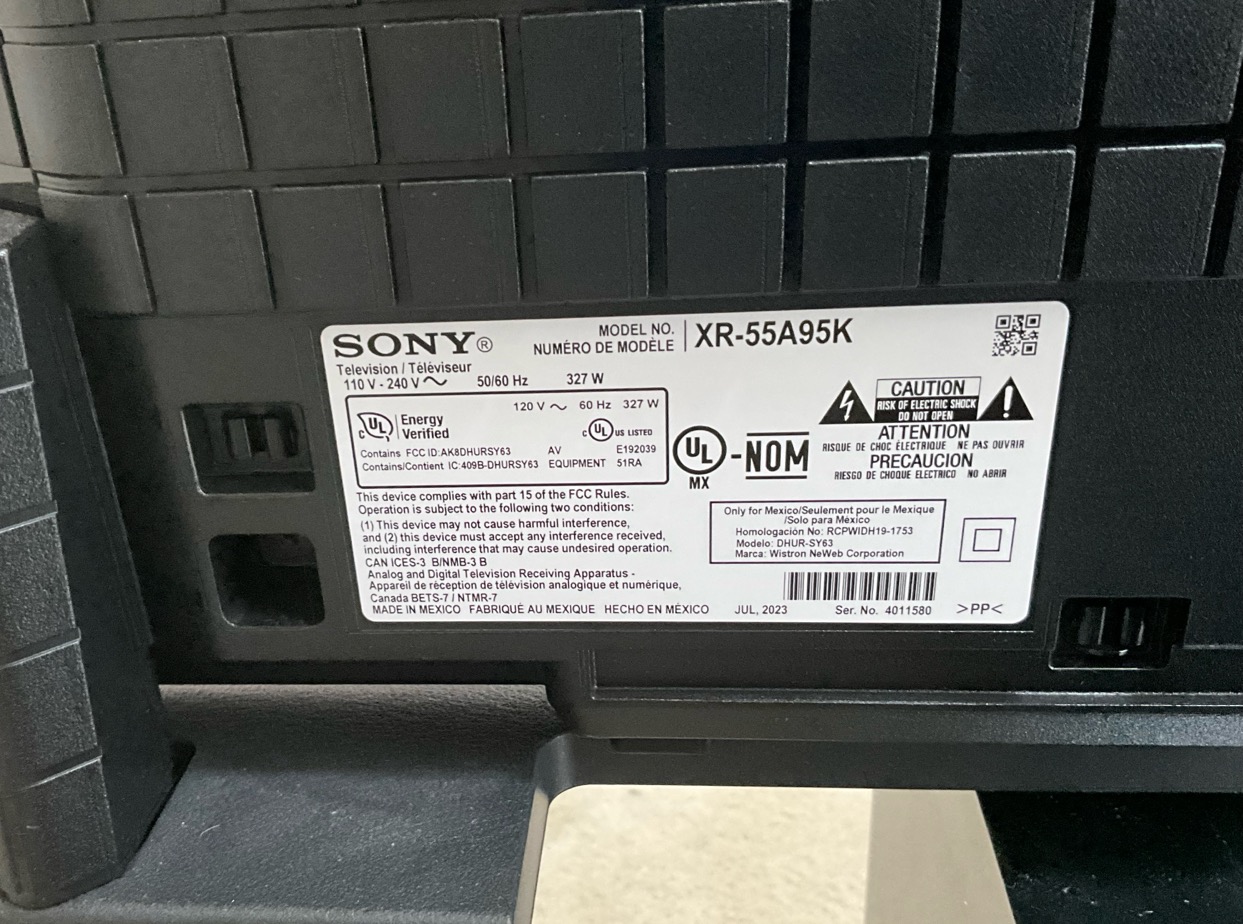 SONY®
MODEL NO.
NUMÉRO DE MODÈLE
XR-55A95K
Television / Téléviseur
110 V - 240 V ~ 50/60 Hz 327 W
120 V ~ 60 Hz 327 W
c UL Energy Verified
c UL US LISTED
Contains FCC ID:AK8DHURSY63 AV E192039
Contains/Contient IC:409B-DHURSY63 EQUIPMENT 51RA
UL MX -NOM
CAUTION
RISK OF ELECTRIC SHOCK
DO NOT OPEN
ATTENTION
RISQUE DE CHOC ÉLECTRIQUE NE PAS OUVRIR
PRECAUCION
RIESGO DE CHOQUE ELECTRICO NO ABRIR
This device complies with part 15 of the FCC Rules.
Operation is subject to the following two conditions:
(1) This device may not cause harmful interference,
and (2) this device must accept any interference received,
including interference that may cause undesired operation.
CAN ICES-3 B/NMB-3 B
Analog and Digital Television Receiving Apparatus -
Appareil de réception de télévision analogique et numérique,
Canada BETS-7 / NTMR-7
MADE IN MEXICO FABRIQUÉ AU MEXIQUE HECHO EN MÉXICO
Only for Mexico/Seulement pour le Mexique
/Solo para México
Homologación No: RCPWIDH19-1753
Modelo: DHUR-SY63
Marca: Wistron NeWeb Corporation
JUL, 2023 Ser. No. 4011580 >PP<